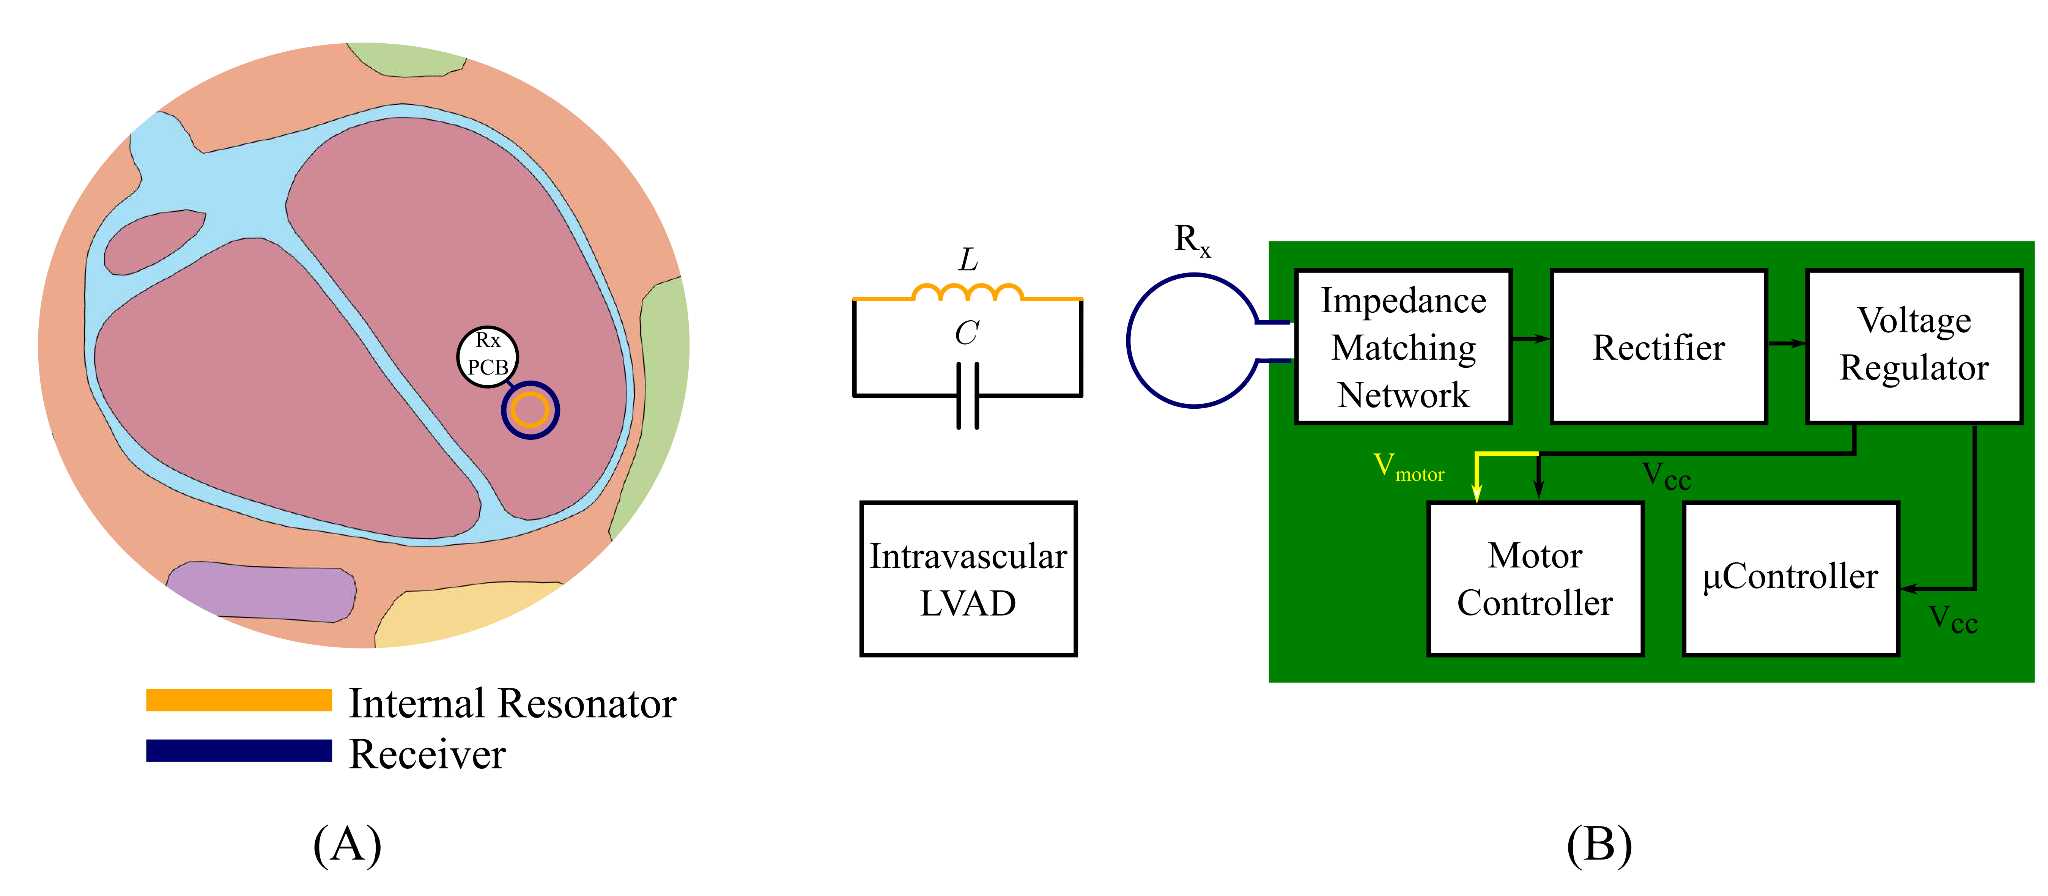 Rx
PCB
Internal Resonator
Receiver
(A)
L
C
Intravascular
LVAD
Rx
Impedance
Matching
Network
Rectifier
Voltage
Regulator
Vmotor
Vcc
Motor
Controller
µController
Vcc
(B)